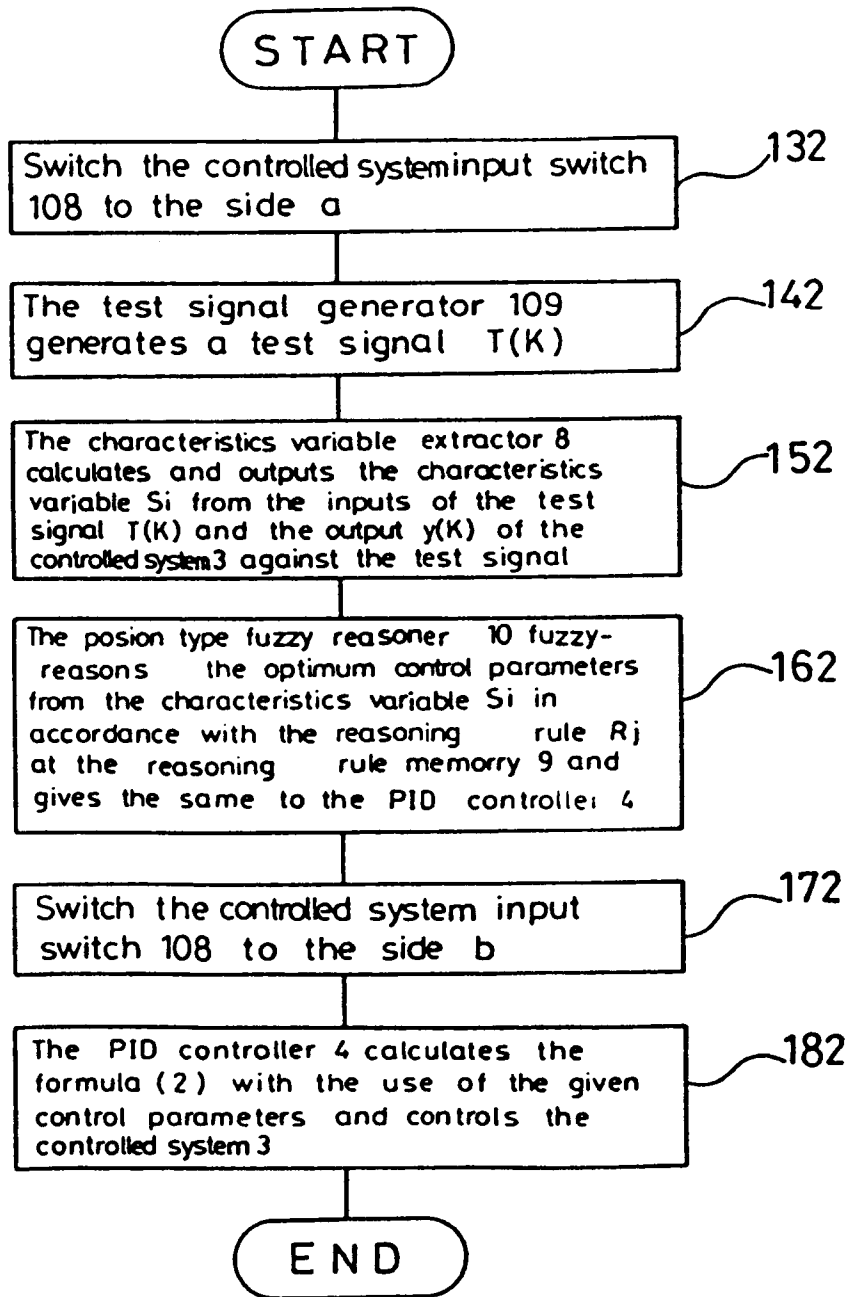 START
Switch the controlled system input switch
108 to the side a
132
The test signal generator 109
generates a test signal T(K)
142
The characteristics variable extractor 8
calculates and outputs the characteristics
variable Si from the inputs of the test
signal T(K) and the output y(K) of the
controlled system 3 against the test signal
152
The posion type fuzzy reasoner 10 fuzzy-
reasons the optimum control parameters
from the characteristics variable Si in
accordance with the reasoning rule Rj
at the reasoning rule memorry 9 and
gives the same to the PID controller 4
162
Switch the controlled system input
switch 108 to the side b
172
The PID controller 4 calculates the
formula (2) with the use of the given
control parameters and controls the
controlled system 3
182
END